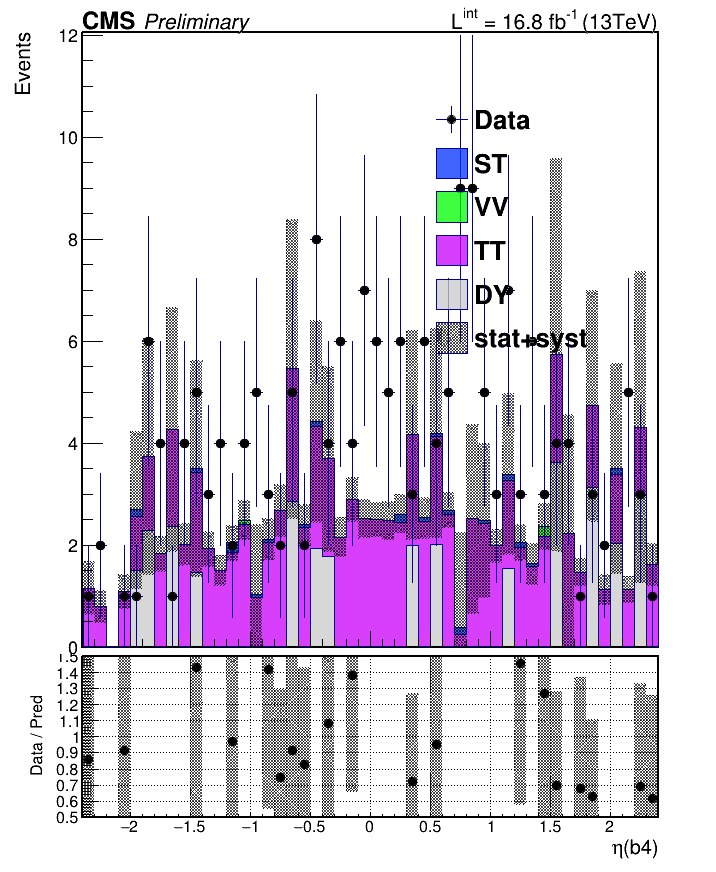 CMS Preliminary
L^int = 16.8 fb^-1 (13TeV)
Events
12
10
8
6
4
2
0
Data
ST
VV
TT
DY
stat+syst
Data / Pred
1.5
1.4
1.3
1.2
1.1
1
0.9
0.8
0.7
0.6
0.5
−2 −1.5 −1 −0.5 0 0.5 1 1.5 2
η(b4)